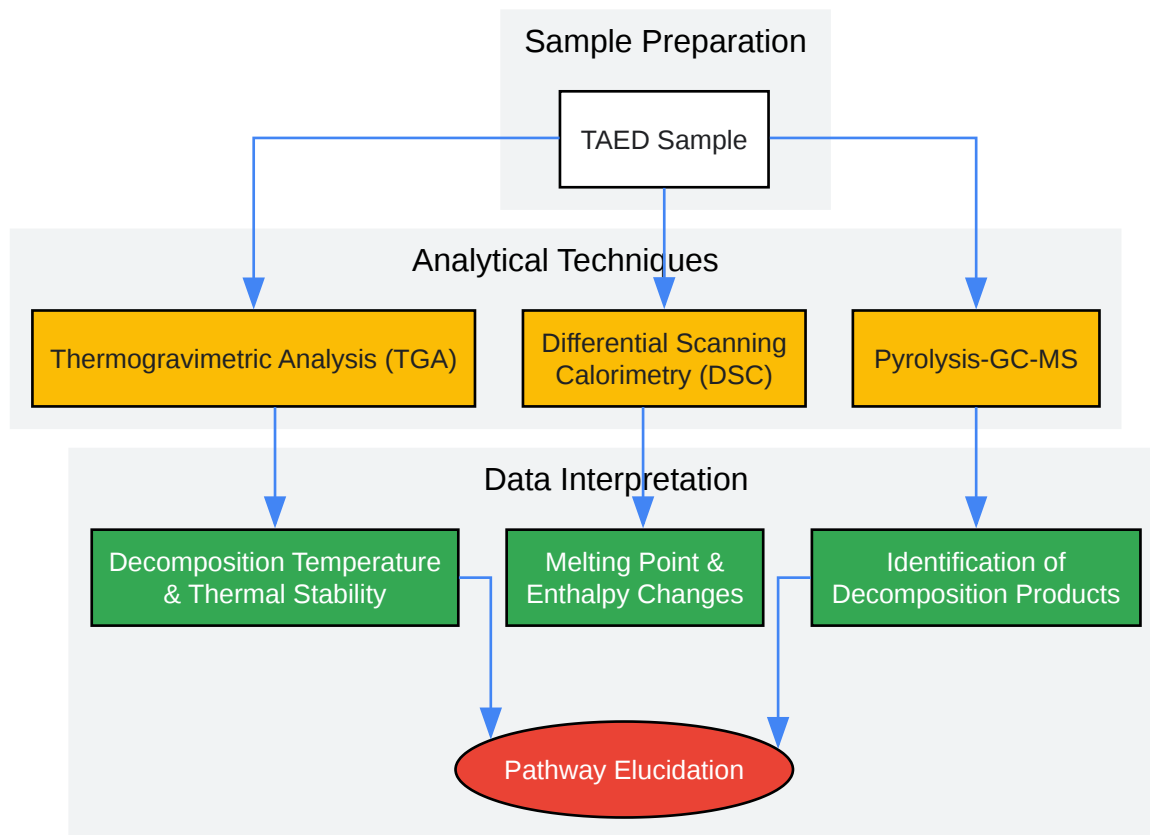 Sample Preparation
TAED Sample
Analytical Techniques
Thermogravimetric Analysis (TGA)
Differential Scanning
Calorimetry (DSC)
Pyrolysis-GC-MS
Data Interpretation
Decomposition Temperature
& Thermal Stability
Melting Point &
Enthalpy Changes
Identification of
Decomposition Products
Pathway Elucidation